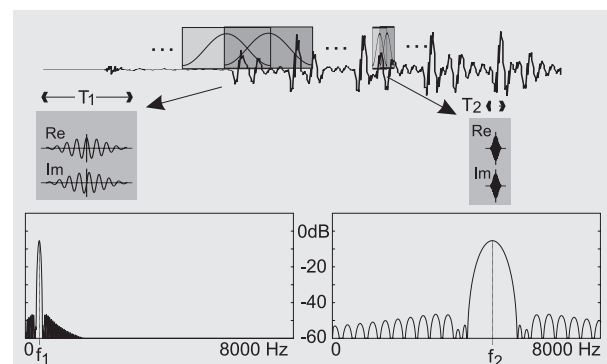 ... ... ...
T1 T2
Re Re
Im Im
0dB
-20
-40
-60
0 f1 8000 Hz 0 f2 8000 Hz